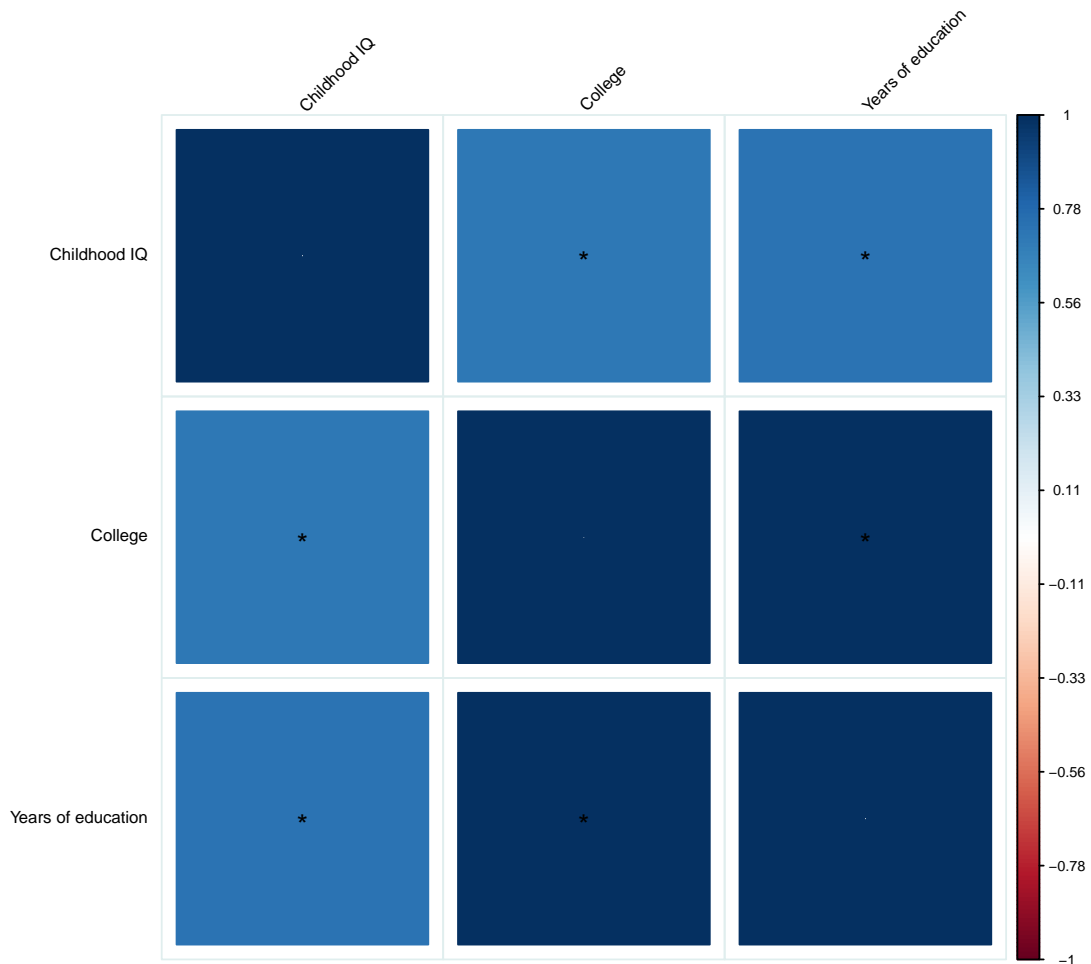 Childhood IQ
College
Years of education
Childhood IQ
* *
College
* *
Years of education
* *
1
0.78
0.56
0.33
0.11
−0.11
−0.33
−0.56
−0.78
−1